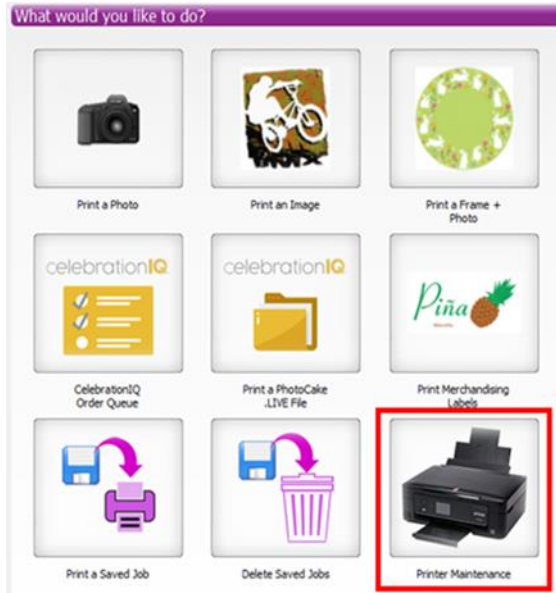 What would you like to do?
Print a Photo
Print an Image
Print a Frame +
Photo
celebrationIQ
celebrationIQ
Piña
CelebrationIQ
Order Queue
Print a PhotoCake
.LIVE File
Print Merchandising
Labels
Print a Saved Job
Delete Saved Jobs
Printer Maintenance